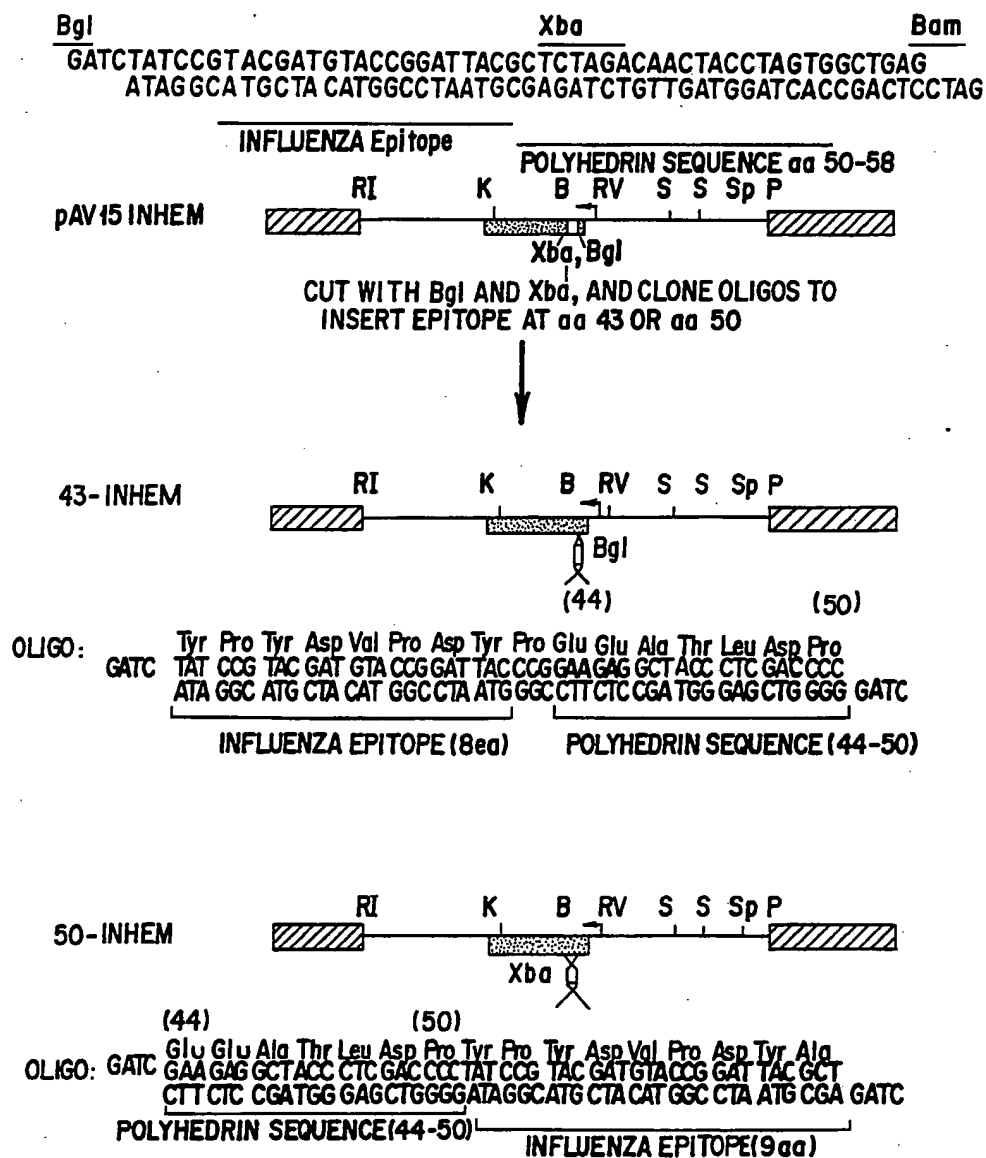 Bgl Xba Bam
GATCTATCCGTACGATGTACCGGATTACGCTCTAGACAACTACCTAGTGGCTGAG
ATAGGCATGCTACATGGCCTAATGCGAGATCTGTTGATGGATCACCGACTCCTAG
INFLUENZA Epitope
POLYHEDRIN SEQUENCE aa 50-58
RI K B RV S S Sp P
pAV15 INHEM
Xba, Bgl
CUT WITH Bgl AND Xba, AND CLONE OLIGOS TO
INSERT EPITOPE AT aa 43 OR aa 50
RI K B RV S S Sp P
43-INHEM
Bgl
(44) (50)
OLIGO: Tyr Pro Tyr Asp Val Pro Asp Tyr Pro Glu Glu Ala Thr Leu Asp Pro
GATC TAT CCG TAC GAT GTA CCG GAT TAC CCG GAA GAG GCT ACC CTC GAC CCC
ATA GGC ATG CTA CAT GGC CTA ATG GGC CTT CTC CGA TGG GAG CTG GGG GATC
INFLUENZA EPITOPE (8ea) POLYHEDRIN SEQUENCE (44-50)
RI K B RV S S Sp P
50-INHEM
Xba
(44) (50)
Glu Glu Ala Thr Leu Asp Pro Tyr Pro Tyr Asp Val Pro Asp Tyr Ala
OLIGO: GATC GAA GAG GCT ACC CTC GAC CCC TAT CCG TAC GAT GTA CCG GAT TAC GCT
CTT CTC CGA TGG GAG CTG GGG ATA GGC ATG CTA CAT GGC CTA ATG CGA GATC
POLYHEDRIN SEQUENCE (44-50) INFLUENZA EPITOPE (9aa)